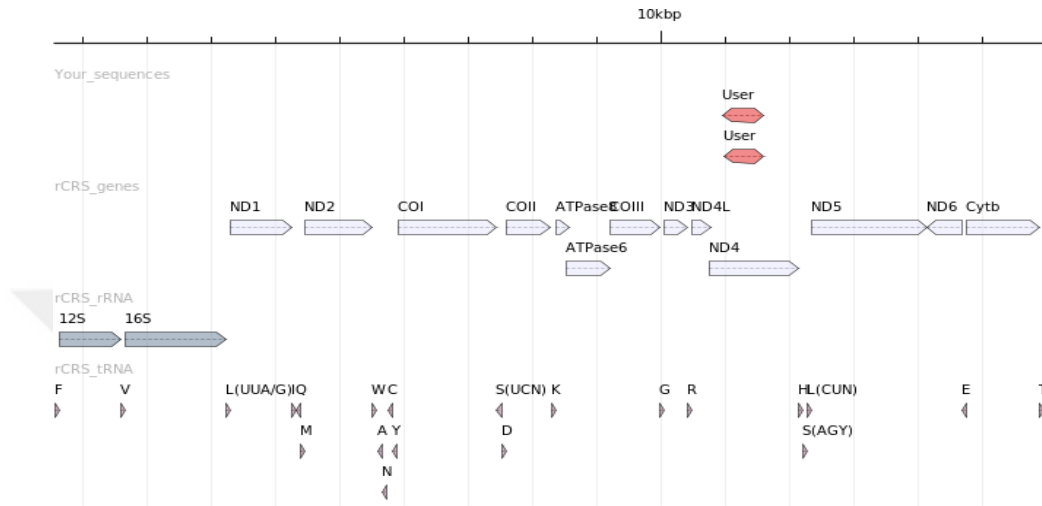 10kbp
Your_sequences
User
User
rCRS_genes
ND1 ND2 COI COII ATPase8 COIII ND3 ND4L ND5 ND6 Cytb
ATPase6 ND4
rCRS_rRNA
12S 16S
rCRS_tRNA
F V L(UUA/G) I Q W C S(UCN) K G R H L(CUN) E T
M A Y D S(AGY)
N